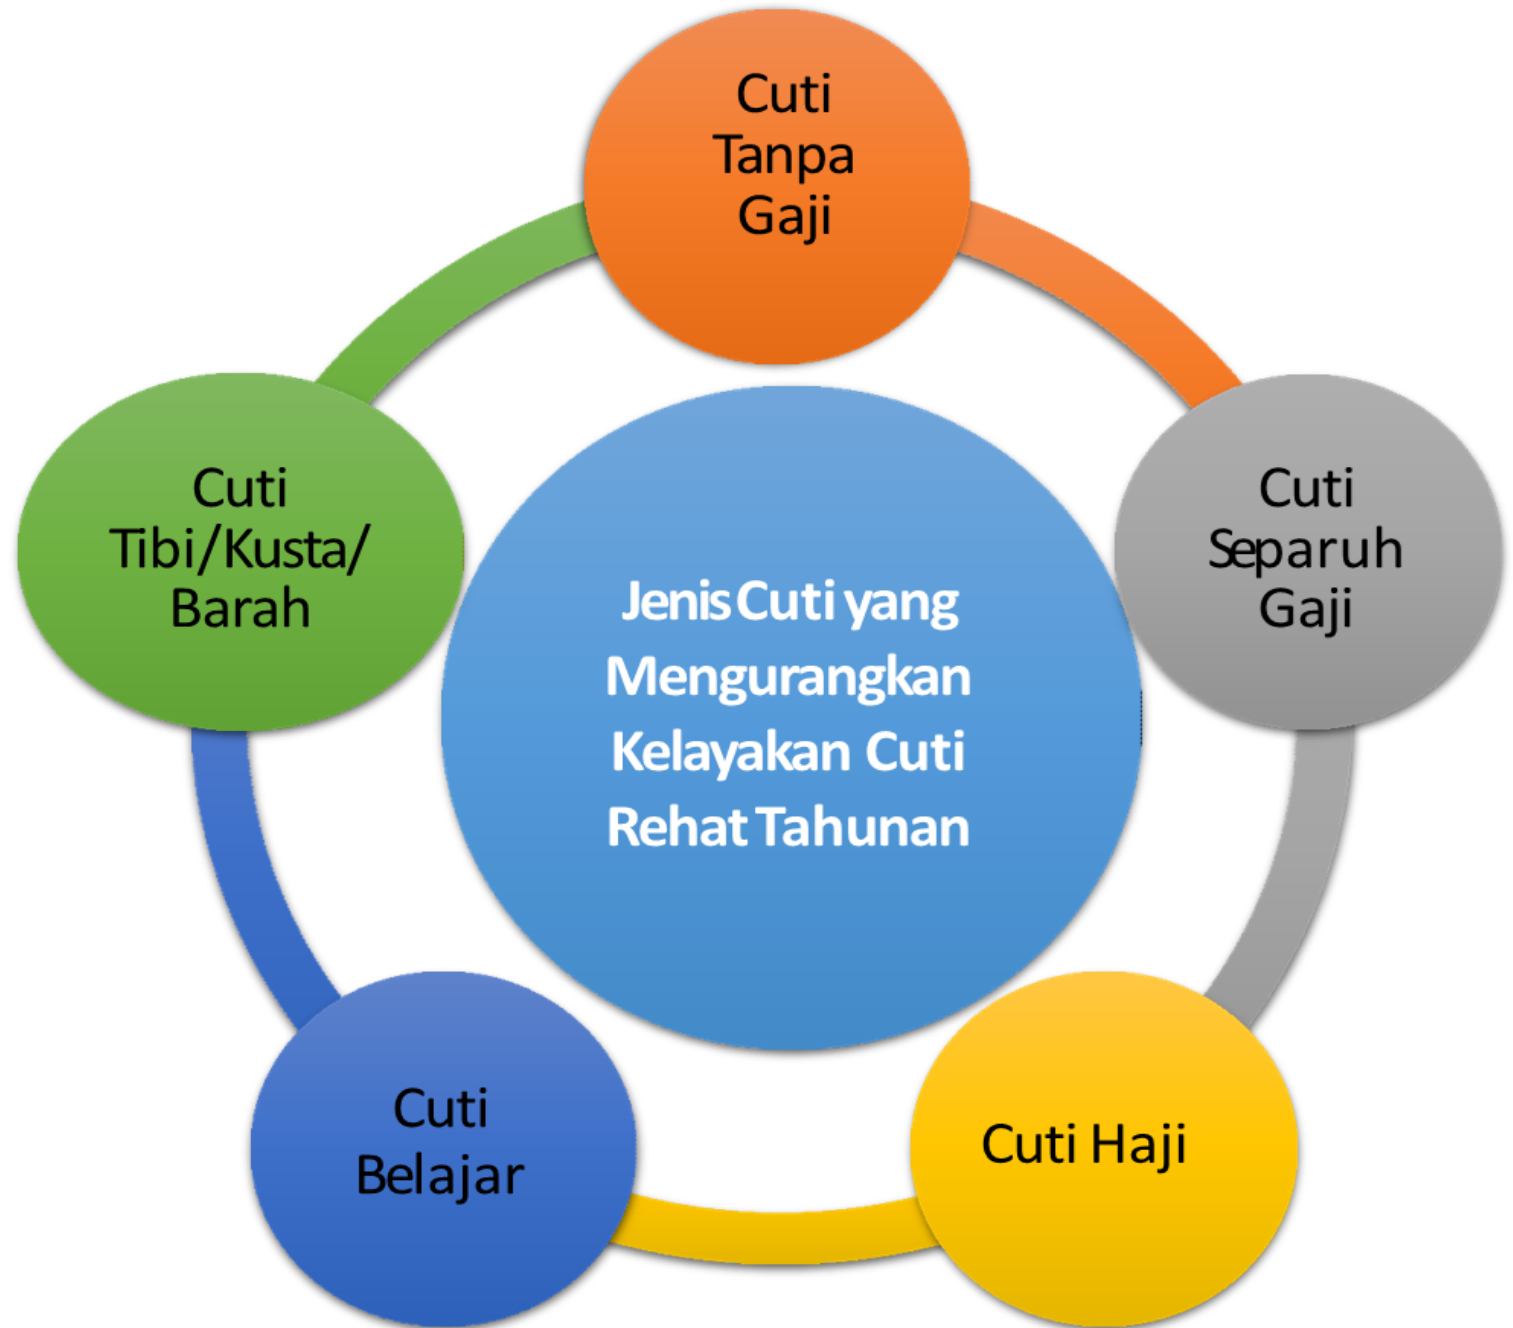 Cuti
Tanpa
Gaji
Cuti
Separuh
Gaji
Cuti Haji
Cuti
Belajar
Cuti
Tibi/Kusta/
Barah
Jenis Cuti yang
Mengurangkan
Kelayakan Cuti
Rehat Tahunan